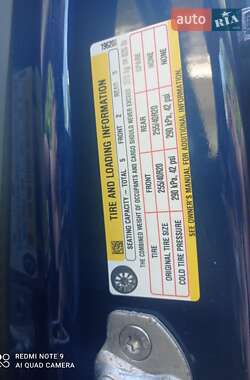 AUTO.RIA.com
TIRE AND LOADING INFORMATION
SEATING CAPACITY – TOTAL 5 FRONT 2 REAR 3
THE COMBINED WEIGHT OF OCCUPANTS AND CARGO SHOULD NEVER EXCEED
TIRE FRONT REAR SPARE
ORIGINAL TIRE SIZE 255/40R20 255/40R20 NONE
COLD TIRE PRESSURE 290 kPa, 42 psi 290 kPa, 42 psi NONE
SEE OWNER'S MANUAL FOR ADDITIONAL INFORMATION
REDMI NOTE 9
AI QUAD CAMERA